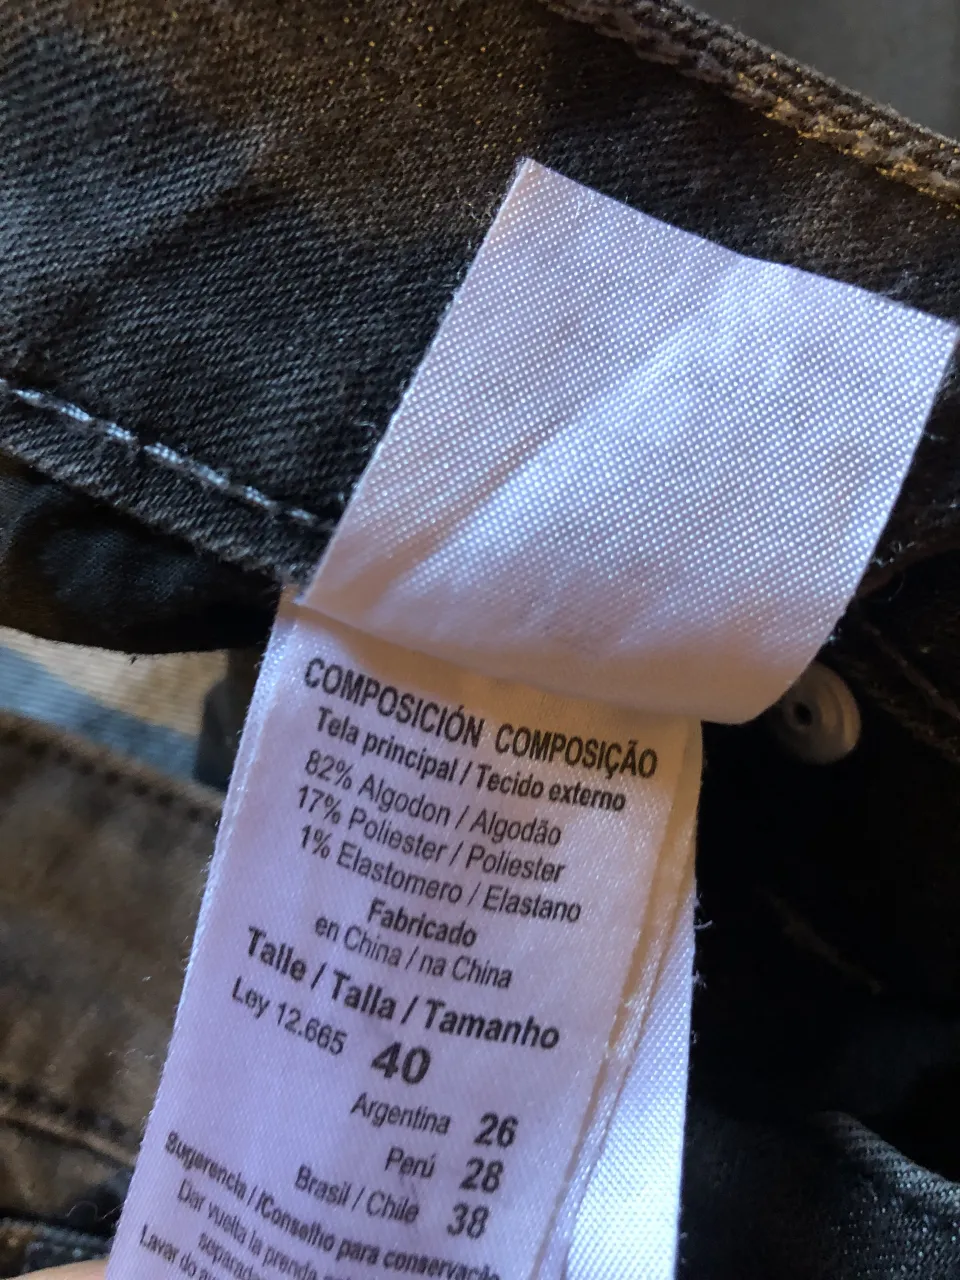 COMPOSICIÓN COMPOSIÇÃO
Tela principal / Tecido externo
82% Algodon / Algodão
17% Poliester / Poliester
1% Elastomero / Elastano
Fabricado
en China / na China
Talle / Talla / Tamanho
Ley 12.665 40
Argentina 26
Perú 28
Brasil / Chile 38
Sugerencia / Conselho para conservação
Dar vuelta la prenda
Lavar do